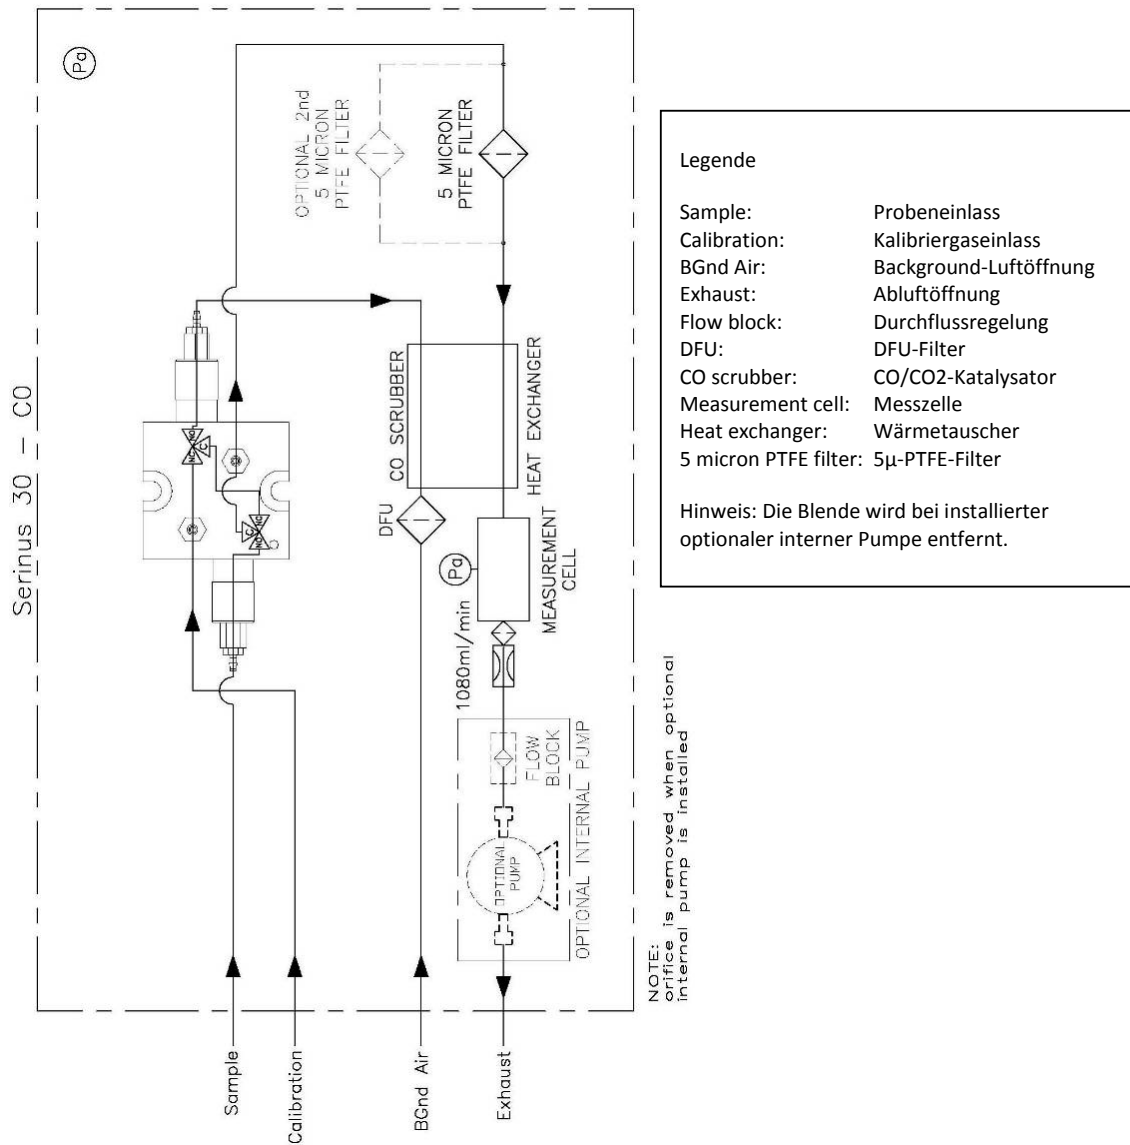 Serinus 30 - CO
Pa
OPTIONAL 2nd
5 MICRON
PTFE FILTER
5 MICRON
PTFE FILTER
NC
NO
C
C
NC
NO
CO SCRUBBER
HEAT EXCHANGER
DFU
Pa
MEASUREMENT
CELL
1080ml/min
FLOW
BLOCK
OPTIONAL
PUMP
OPTIONAL INTERNAL PUMP
NOTE:
orifice is removed when optional
internal pump is installed
Sample
Calibration
BGnd Air
Exhaust
Legende
Sample: Probeneinlass
Calibration: Kalibriergaseinlass
BGnd Air: Background-Luftöffnung
Exhaust: Abluftöffnung
Flow block: Durchflussregelung
DFU: DFU-Filter
CO scrubber: CO/CO2-Katalysator
Measurement cell: Messzelle
Heat exchanger: Wärmetauscher
5 micron PTFE filter: 5µ-PTFE-Filter
Hinweis: Die Blende wird bei installierter
optionaler interner Pumpe entfernt.